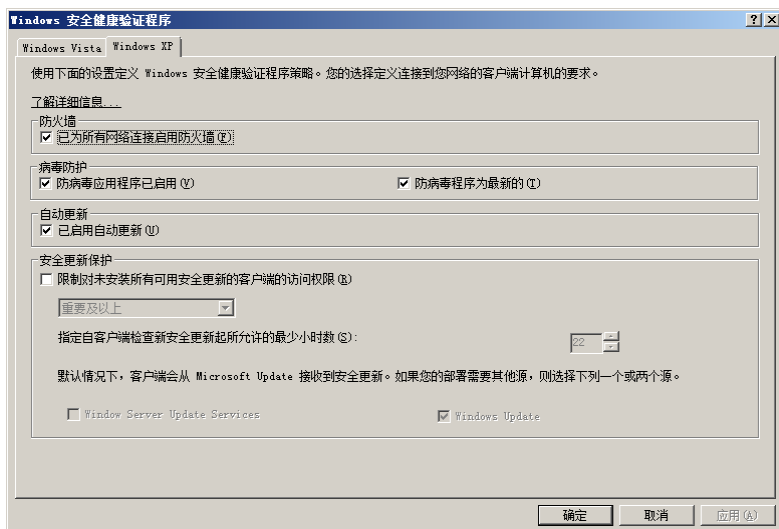 Windows 安全健康验证程序
Windows Vista Windows XP
使用下面的设置定义 Windows 安全健康验证程序策略。您的选择定义连接到您网络的客户端计算机的要求。
了解详细信息...
防火墙
已为所有网络连接启用防火墙(F)
病毒防护
防病毒应用程序已启用(V) 防病毒程序为最新的(T)
自动更新
已启用自动更新(U)
安全更新保护
限制对未安装所有可用安全更新的客户端的访问权限(R)
重要及以上
指定自客户端检查新安全更新起所允许的最少小时数(S): 22
默认情况下，客户端会从 Microsoft Update 接收到安全更新。如果您的部署需要其他源，则选择下列一个或两个源。
Window Server Update Services Windows Update
确定 取消 应用(A)